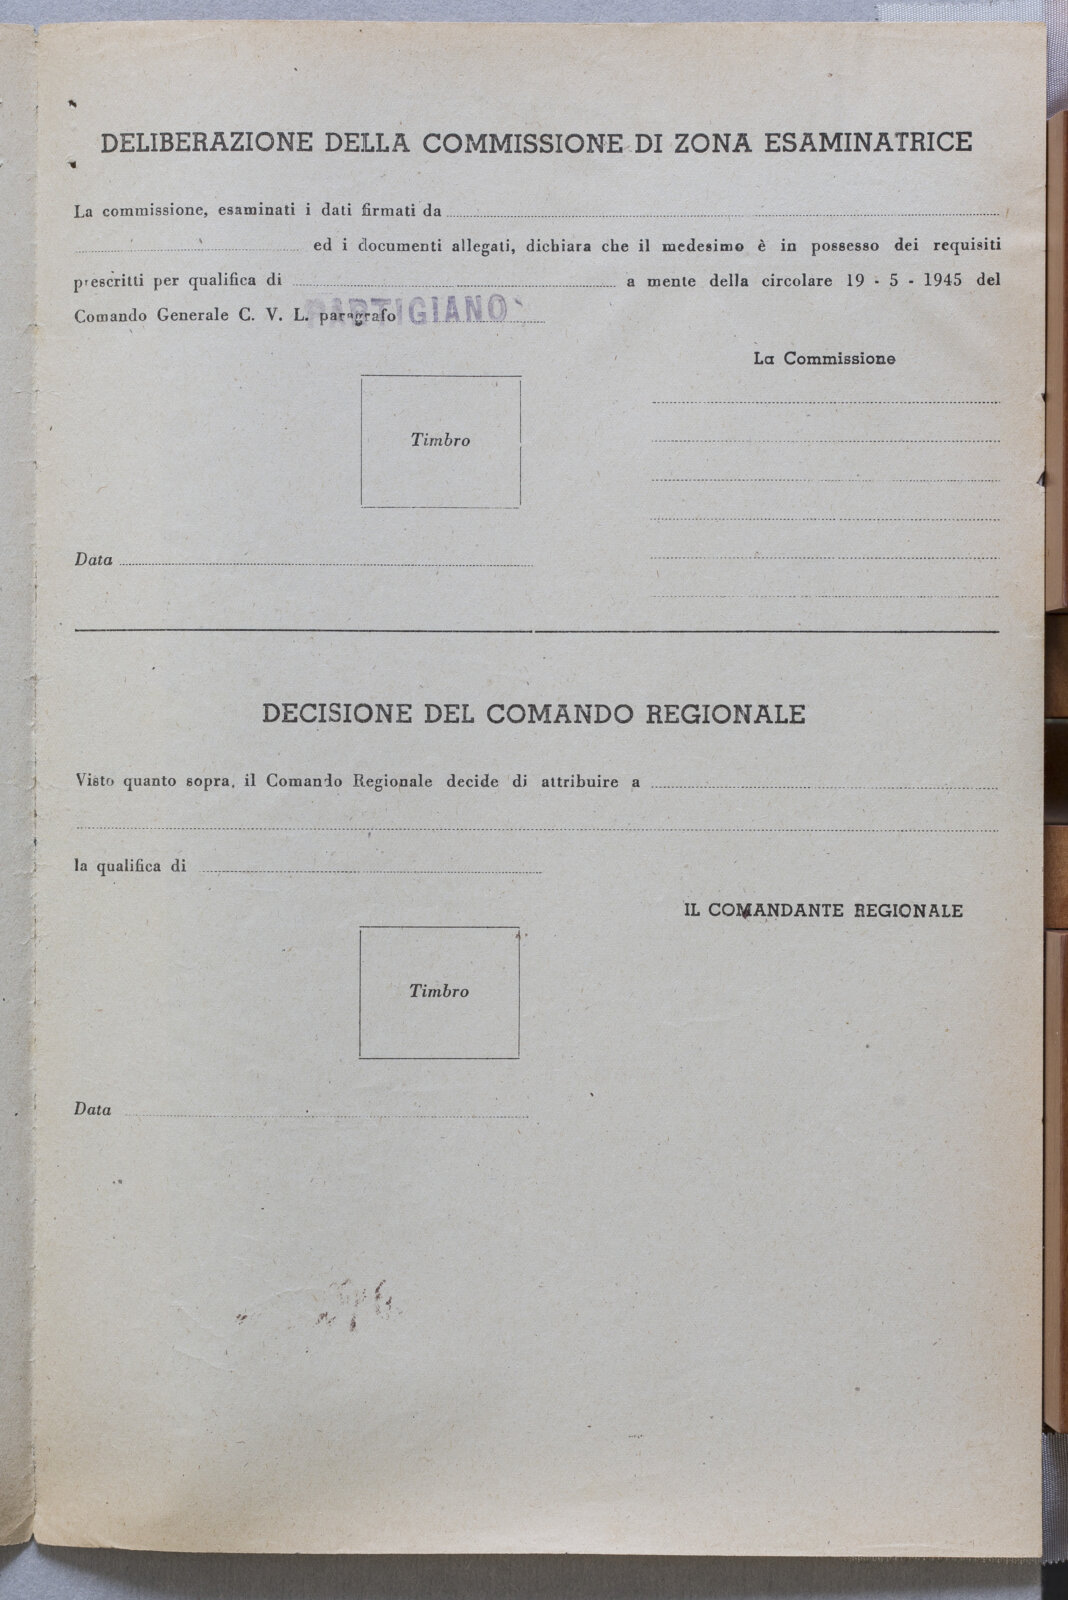 DELIBERAZIONE DELLA COMMISSIONE DI ZONA ESAMINATRICE
La commissione, esaminati i dati firmati da
ed i documenti allegati, dichiara che il medesimo è in possesso dei requisiti
prescritti per qualifica di a mente della circolare 19 - 5 - 1945 del
Comando Generale C. V. L. paragrafo PARTIGIANO
La Commissione
Timbro
Data
DECISIONE DEL COMANDO REGIONALE
Visto quanto sopra, il Comando Regionale decide di attribuire a
la qualifica di
IL COMANDANTE REGIONALE
Timbro
Data